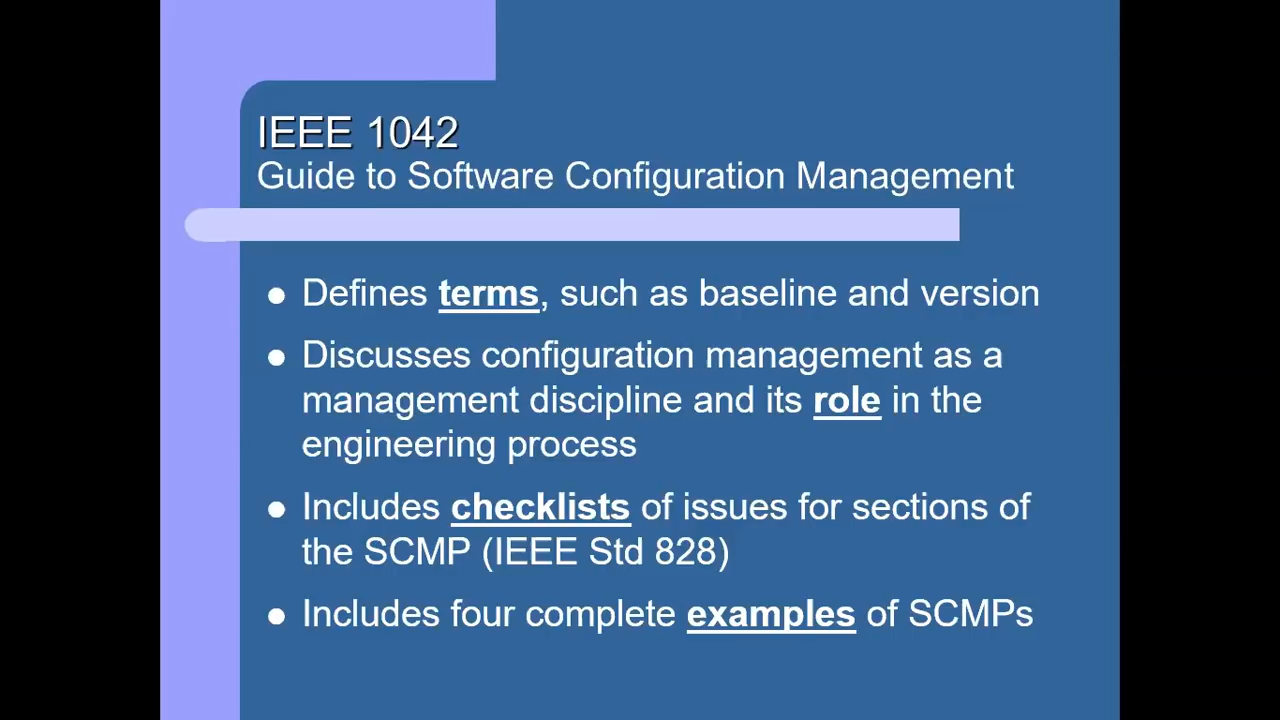 IEEE 1042
Guide to Software Configuration Management
● Defines terms, such as baseline and version
● Discusses configuration management as a
management discipline and its role in the
engineering process
● Includes checklists of issues for sections of
the SCMP (IEEE Std 828)
● Includes four complete examples of SCMPs